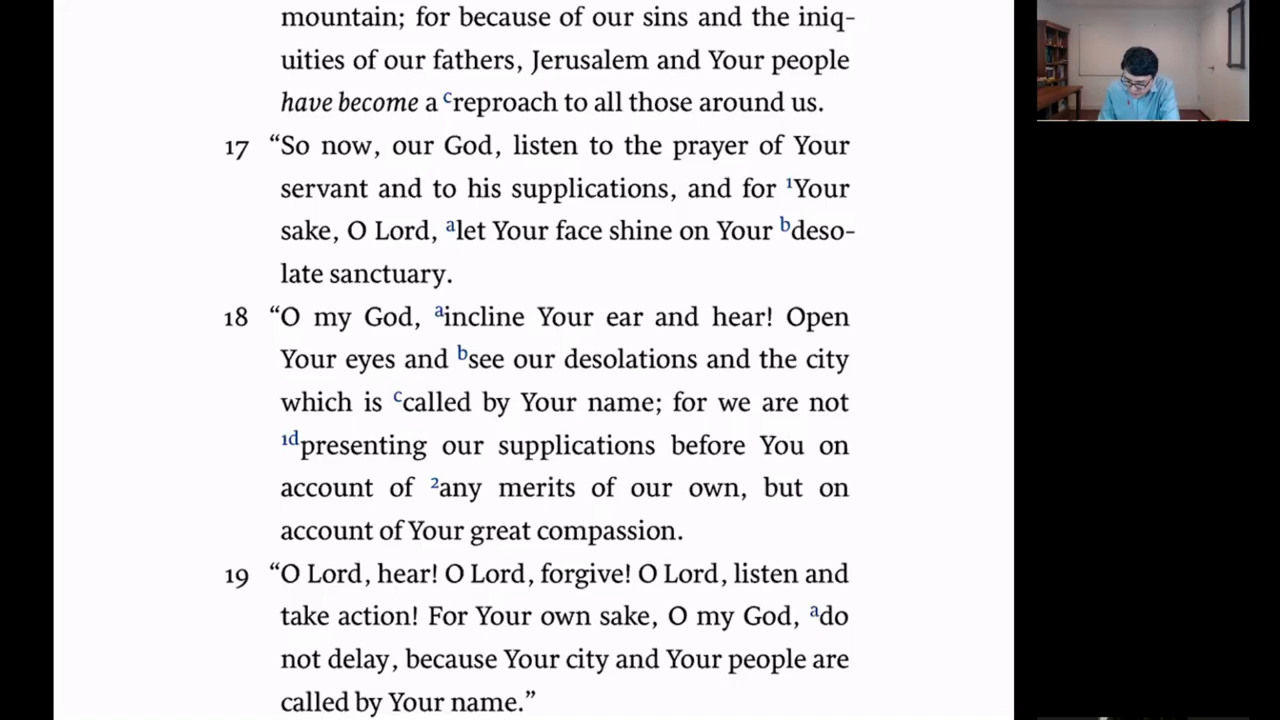 mountain; for because of our sins and the iniq-
uities of our fathers, Jerusalem and Your people
have become a ᶜreproach to all those around us.
17 “So now, our God, listen to the prayer of Your
servant and to his supplications, and for ¹Your
sake, O Lord, ᵃlet Your face shine on Your ᵇdeso-
late sanctuary.
18 “O my God, ᵃincline Your ear and hear! Open
Your eyes and ᵇsee our desolations and the city
which is ᶜcalled by Your name; for we are not
¹ᵈpresenting our supplications before You on
account of ²any merits of our own, but on
account of Your great compassion.
19 “O Lord, hear! O Lord, forgive! O Lord, listen and
take action! For Your own sake, O my God, ᵃdo
not delay, because Your city and Your people are
called by Your name.”